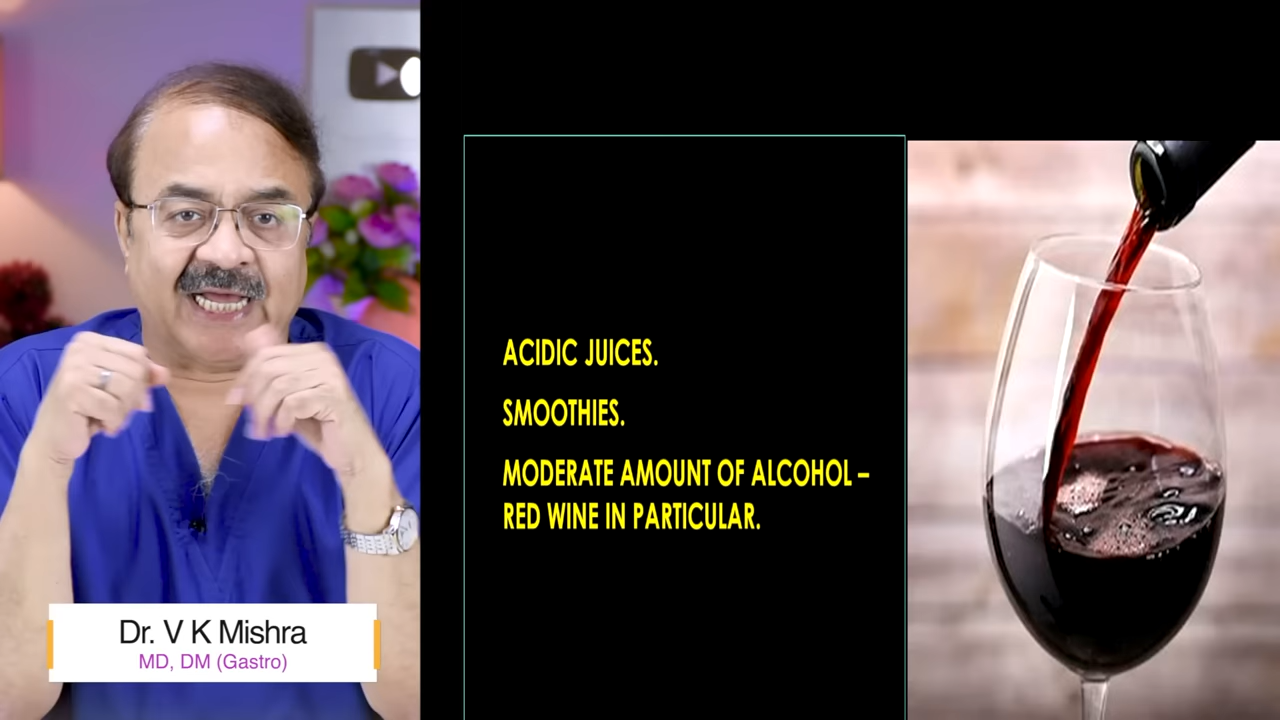 ACIDIC JUICES.
SMOOTHIES.
MODERATE AMOUNT OF ALCOHOL –
RED WINE IN PARTICULAR.
Dr. V K Mishra
MD, DM (Gastro)